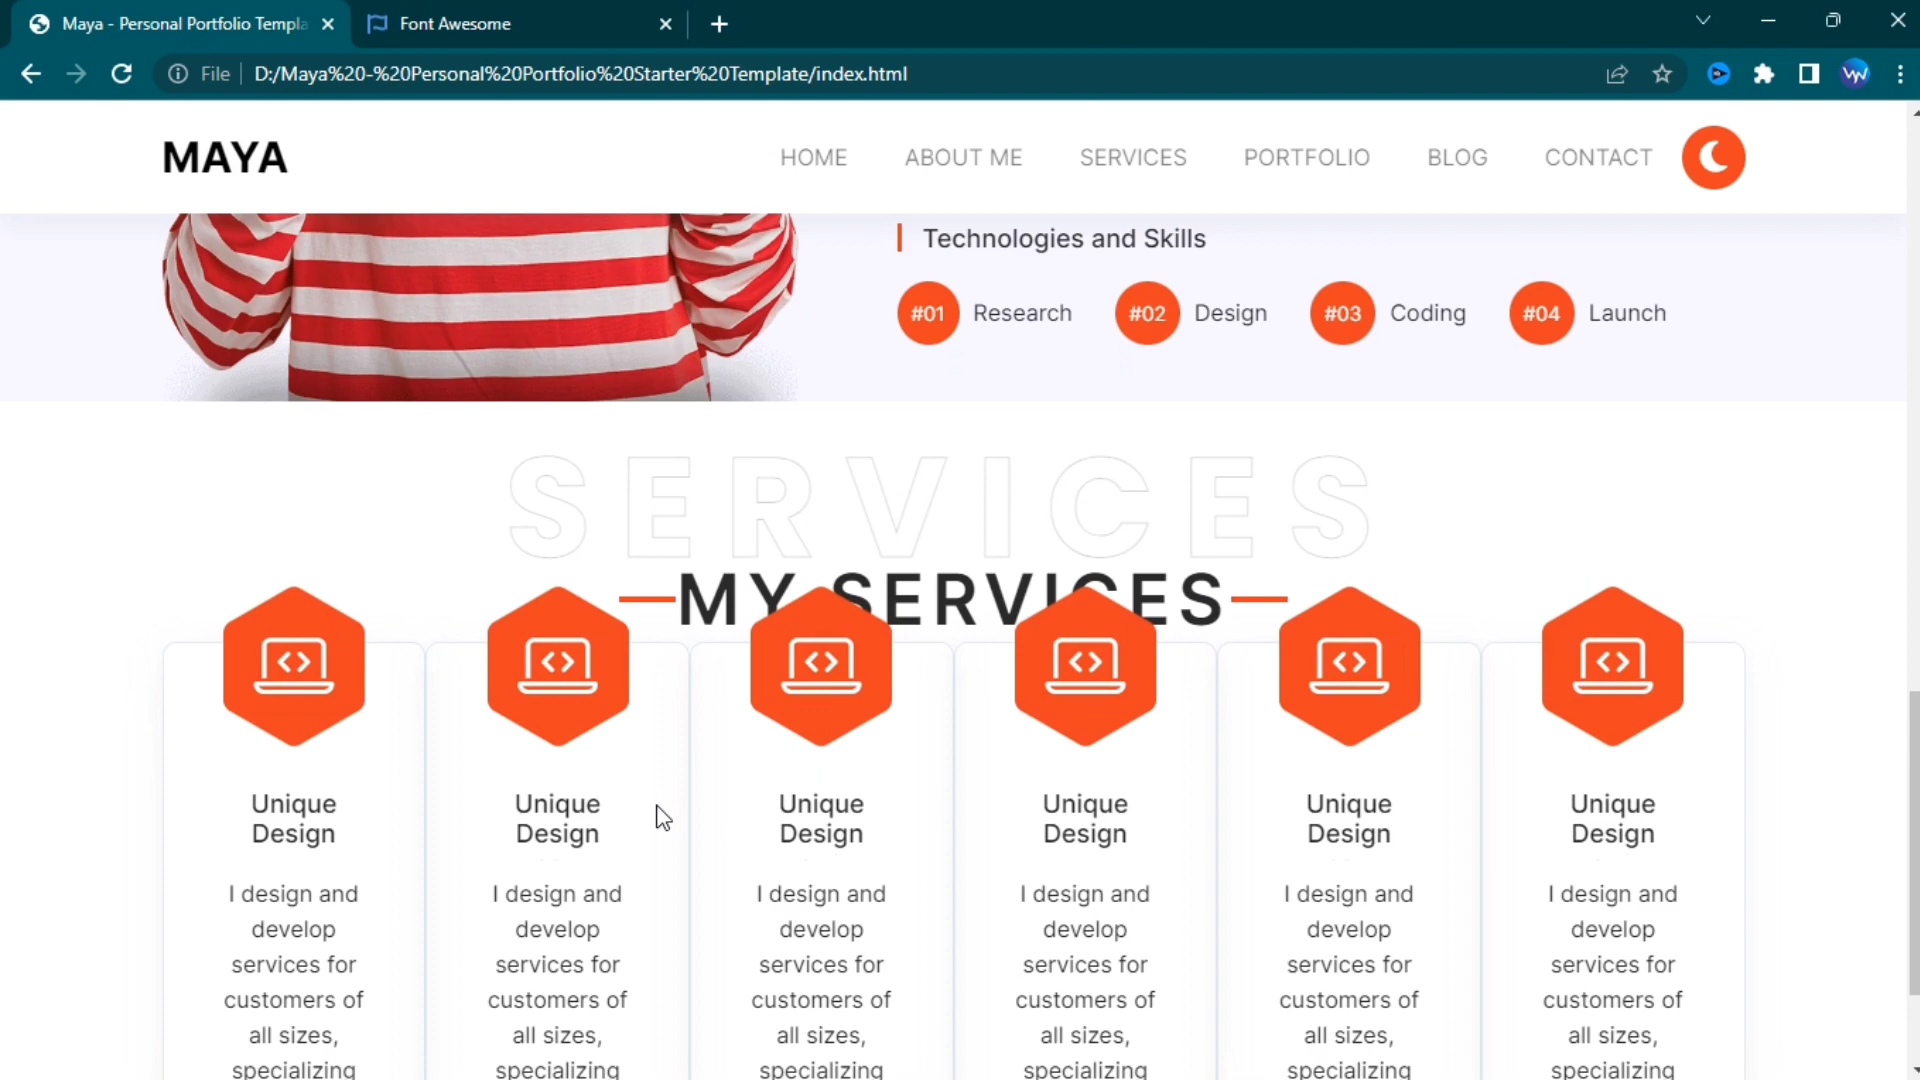 Maya - Personal Portfolio Templa
Font Awesome
File
D:/Maya%20-%20Personal%20Portfolio%20Starter%20Template/index.html
MAYA
HOME ABOUT ME SERVICES PORTFOLIO BLOG CONTACT
Technologies and Skills
#01 Research #02 Design #03 Coding #04 Launch
SERVICES
MY SERVICES
Unique Unique Unique Unique Unique Unique
Design Design Design Design Design Design
I design and I design and I design and I design and I design and I design and
develop develop develop develop develop develop
services for services for services for services for services for services for
customers of customers of customers of customers of customers of customers of
all sizes, all sizes, all sizes, all sizes, all sizes, all sizes,
specializing specializing specializing specializing specializing specializing